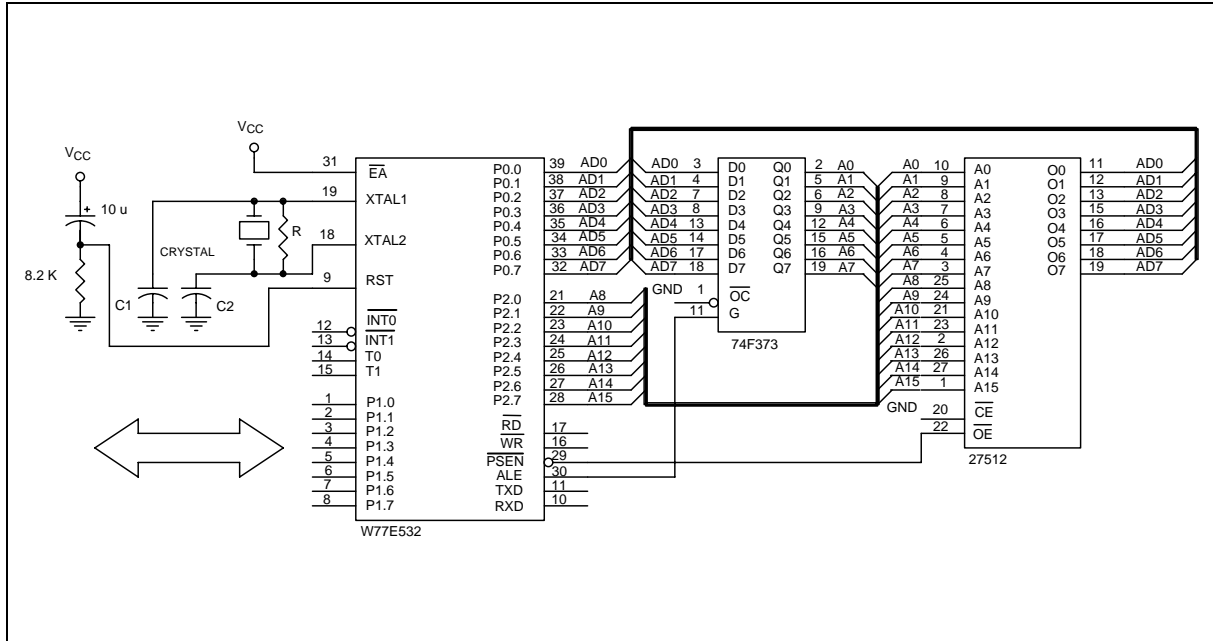 VCC
VCC
10 u
8.2 K
C1
C2
CRYSTAL
R
31
19
18
9
12
13
14
15
1
2
3
4
5
6
7
8
EA
XTAL1
XTAL2
RST
INT0
INT1
T0
T1
P1.0
P1.1
P1.2
P1.3
P1.4
P1.5
P1.6
P1.7
P0.0 39 AD0
P0.1 38 AD1
P0.2 37 AD2
P0.3 36 AD3
P0.4 35 AD4
P0.5 34 AD5
P0.6 33 AD6
P0.7 32 AD7
P2.0 21 A8
P2.1 22 A9
P2.2 23 A10
P2.3 24 A11
P2.4 25 A12
P2.5 26 A13
P2.6 27 A14
P2.7 28 A15
RD 17
WR 16
PSEN 29
ALE 30
TXD 11
RXD 10
W77E532
AD0 3 D0 Q0 2 A0
AD1 4 D1 Q1 5 A1
AD2 7 D2 Q2 6 A2
AD3 8 D3 Q3 9 A3
AD4 13 D4 Q4 12 A4
AD5 14 D5 Q5 15 A5
AD6 17 D6 Q6 16 A6
AD7 18 D7 Q7 19 A7
GND 1 OC
11 G
74F373
A0 10 A0 O0 11 AD0
A1 9 A1 O1 12 AD1
A2 8 A2 O2 13 AD2
A3 7 A3 O3 15 AD3
A4 6 A4 O4 16 AD4
A5 5 A5 O5 17 AD5
A6 4 A6 O6 18 AD6
A7 3 A7 O7 19 AD7
A8 25 A8
A9 24 A9
A10 21 A10
A11 23 A11
A12 2 A12
A13 26 A13
A14 27 A14
A15 1 A15
GND 20 CE
22 OE
27512